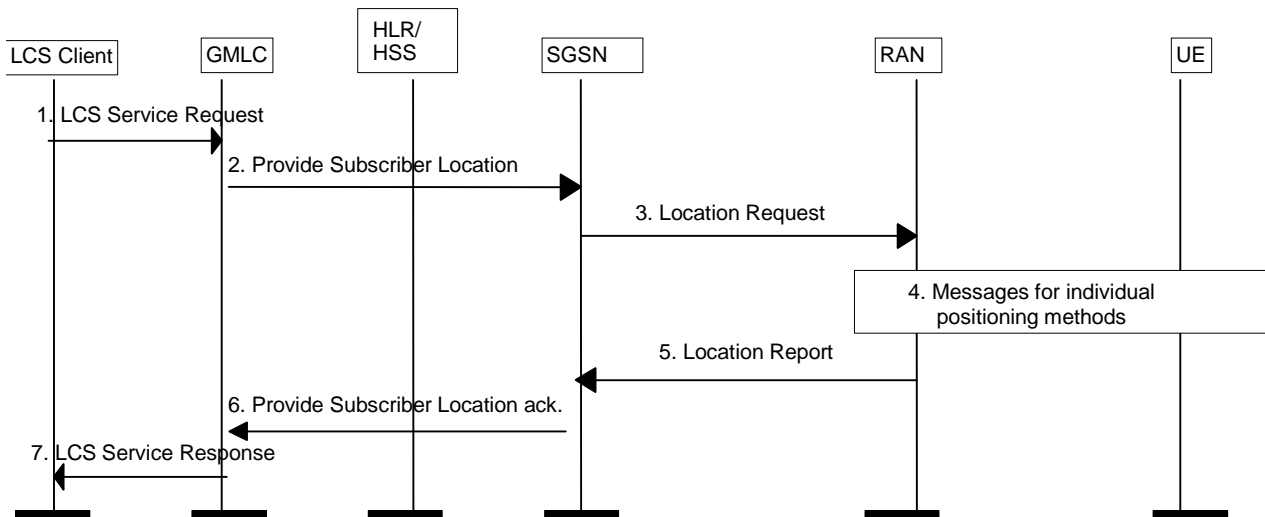 HLR/
HSS
LCS Client
GMLC
SGSN
RAN
UE
1. LCS Service Request
2. Provide Subscriber Location
3. Location Request
4. Messages for individual
positioning methods
5. Location Report
6. Provide Subscriber Location ack.
7. LCS Service Response